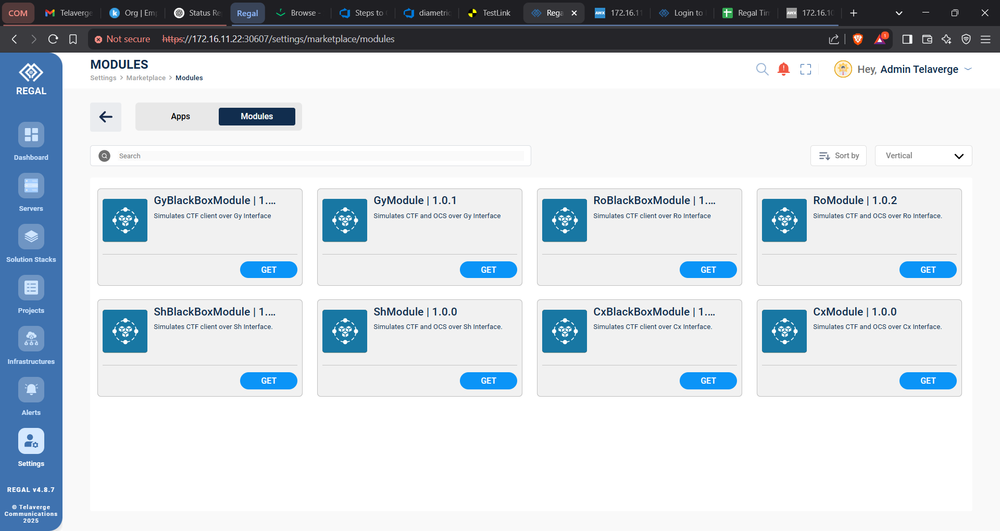 COM
Telaverge
Org | Em
Status Re
Regal
Browse -
Steps to
diametric
TestLink
Rega
172.16.11
Login to
Regal Tim
172.16.10
Not secure
https://172.16.11.22:30607/settings/marketplace/modules
1
REGAL
MODULES
Settings > Marketplace > Modules
Hey, Admin Telaverge
Apps
Modules
Search
Sort by
Vertical
Dashboard
Servers
Solution Stacks
Projects
Infrastructures
Alerts
Settings
REGAL v4.8.7
© Telaverge
Communications
2025
GyBlackBoxModule | 1....
Simulates CTF client over Gy Interface
GET
GyModule | 1.0.1
Simulates CTF and OCS over Gy Interface
GET
RoBlackBoxModule | 1....
Simulates CTF client over Ro Interface
GET
RoModule | 1.0.2
Simulates CTF and OCS over Ro Interface.
GET
ShBlackBoxModule | 1....
Simulates CTF client over Sh Interface.
GET
ShModule | 1.0.0
Simulates CTF and OCS over Sh Interface.
GET
CxBlackBoxModule | 1....
Simulates CTF client over Cx Interface.
GET
CxModule | 1.0.0
Simulates CTF and OCS over Cx Interface.
GET